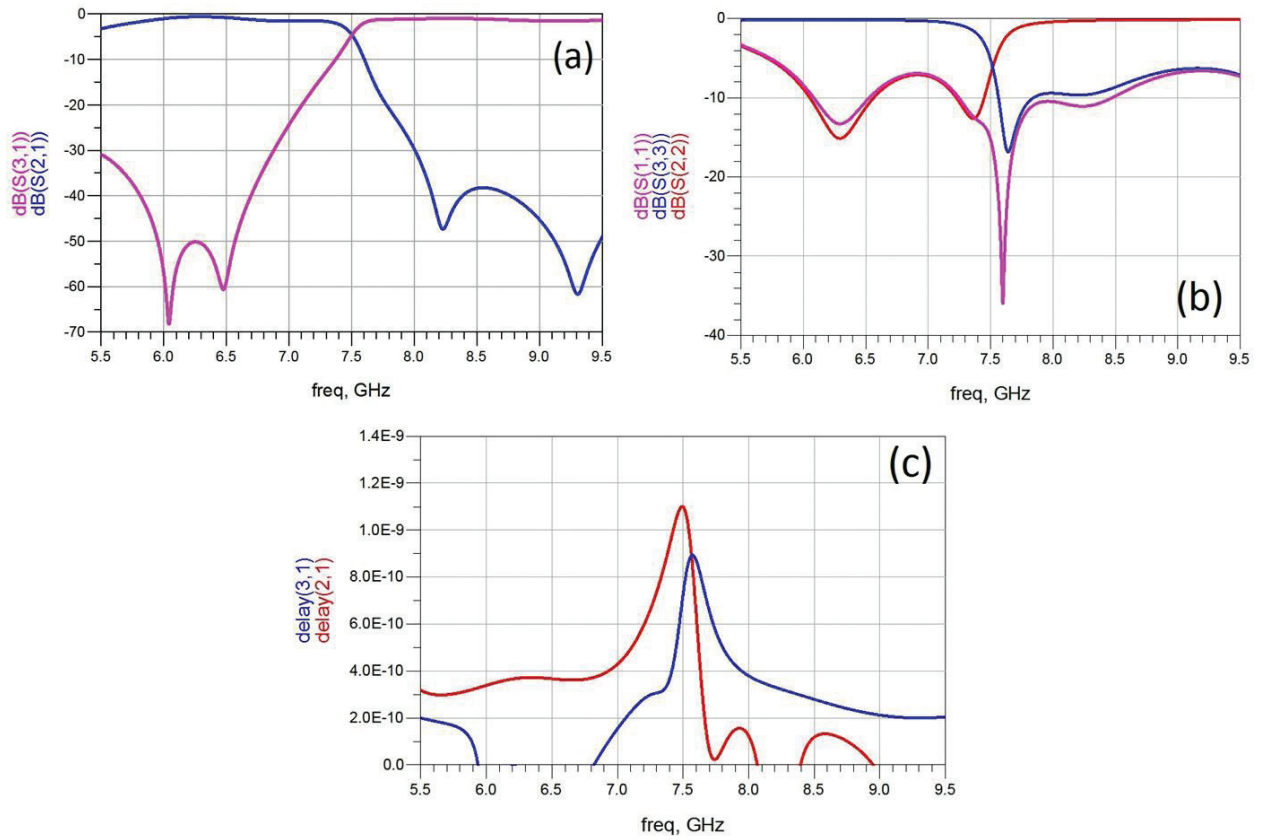 (a)
dB(S(3,1))
dB(S(2,1))
0
-10
-20
-30
-40
-50
-60
-70
5.5 6.0 6.5 7.0 7.5 8.0 8.5 9.0 9.5
freq, GHz
(b)
dB(S(1,1))
dB(S(3,3))
dB(S(2,2))
0
-10
-20
-30
-40
5.5 6.0 6.5 7.0 7.5 8.0 8.5 9.0 9.5
freq, GHz
(c)
delay(3,1)
delay(2,1)
1.4E-9
1.2E-9
1.0E-9
8.0E-10
6.0E-10
4.0E-10
2.0E-10
0.0
5.5 6.0 6.5 7.0 7.5 8.0 8.5 9.0 9.5
freq, GHz